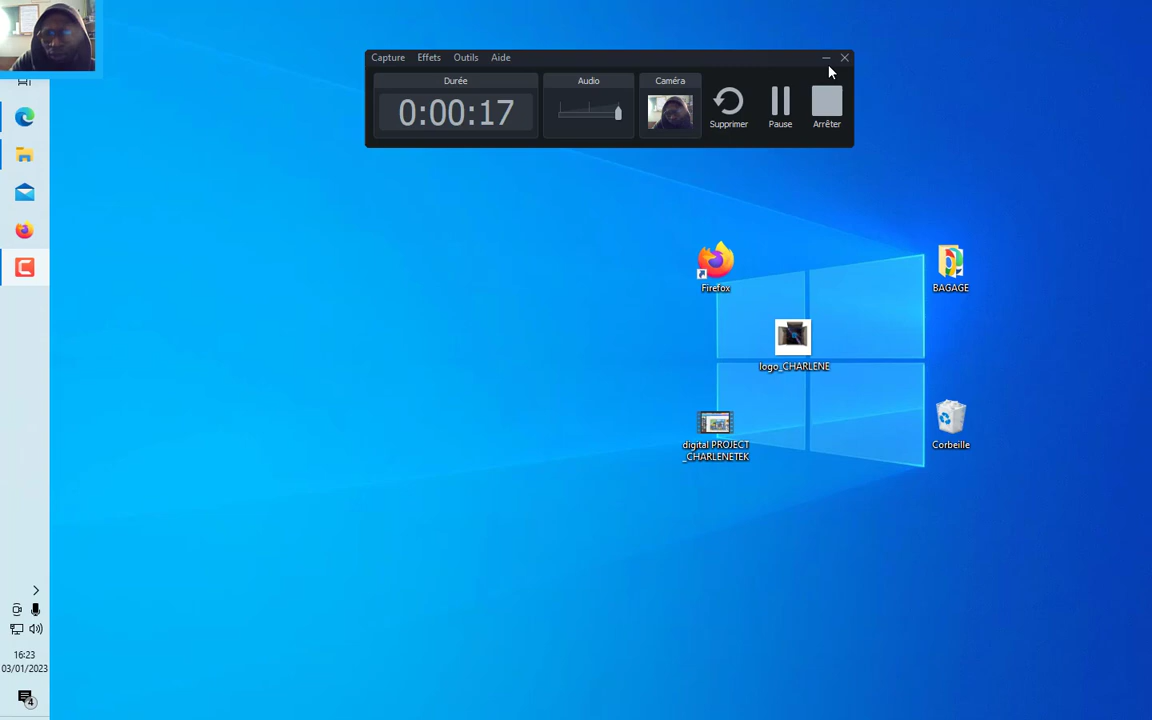 Capture Effets Outils Aide
Durée Audio Caméra
0:00:17
Supprimer Pause Arrêter
Firefox
BAGAGE
logo_CHARLENE
digital PROJECT
_CHARLENETEK
Corbeille
16:23
03/01/2023
4